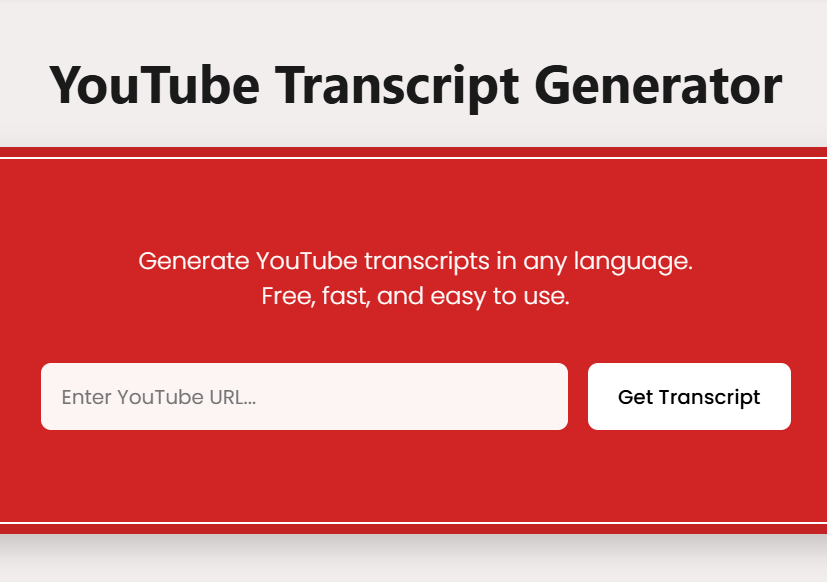 YouTube Transcript Generator
Generate YouTube transcripts in any language.
Free, fast, and easy to use.
Enter YouTube URL...
Get Transcript